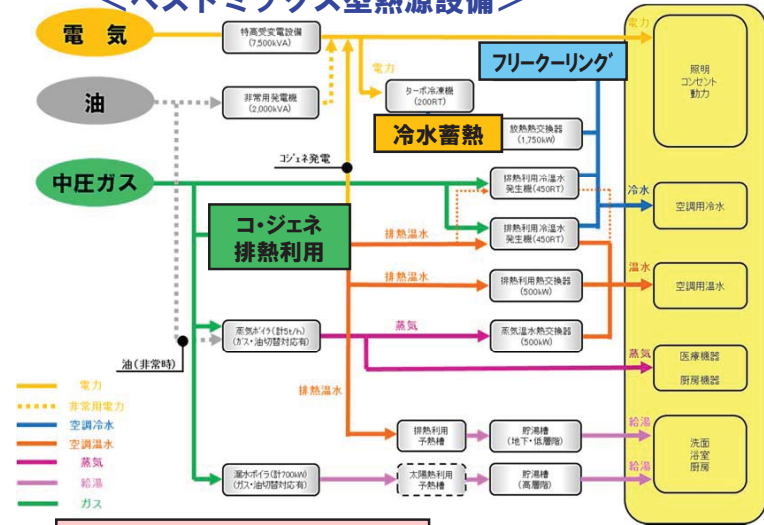 ＜ベストミックス型熱源設備＞
電気
特高受変電設備
(7,500kVA)
電力
電力
フリークーリング
照明
コンセント
動力
油
非常用発電機
(2,000kVA)
ターボ冷凍機
(200RT)
冷水蓄熱
放熱熱交換器
(1,750kW)
コジェネ発電
中圧ガス
排熱利用冷温水
発生機(450RT)
冷水
空調用冷水
コ・ジェネ
排熱利用
排熱温水
排熱利用冷温水
発生機(450RT)
排熱温水
排熱利用熱交換器
(500kW)
温水
空調用温水
蒸気ボイラ(計5t/h)
(ガス・油切替対応有)
蒸気
蒸気温水熱交換器
(500kW)
蒸気
医療機器
厨房機器
油(非常時)
電力
非常用電力
空調冷水
空調温水
蒸気
給湯
ガス
排熱温水
排熱利用
予熱槽
貯湯槽
(地下・低層階)
給湯
洗面
浴室
厨房
温水ボイラ(計700kW)
(ガス・油切替対応有)
太陽熱利用
予熱槽
貯湯槽
(高層階)
給湯